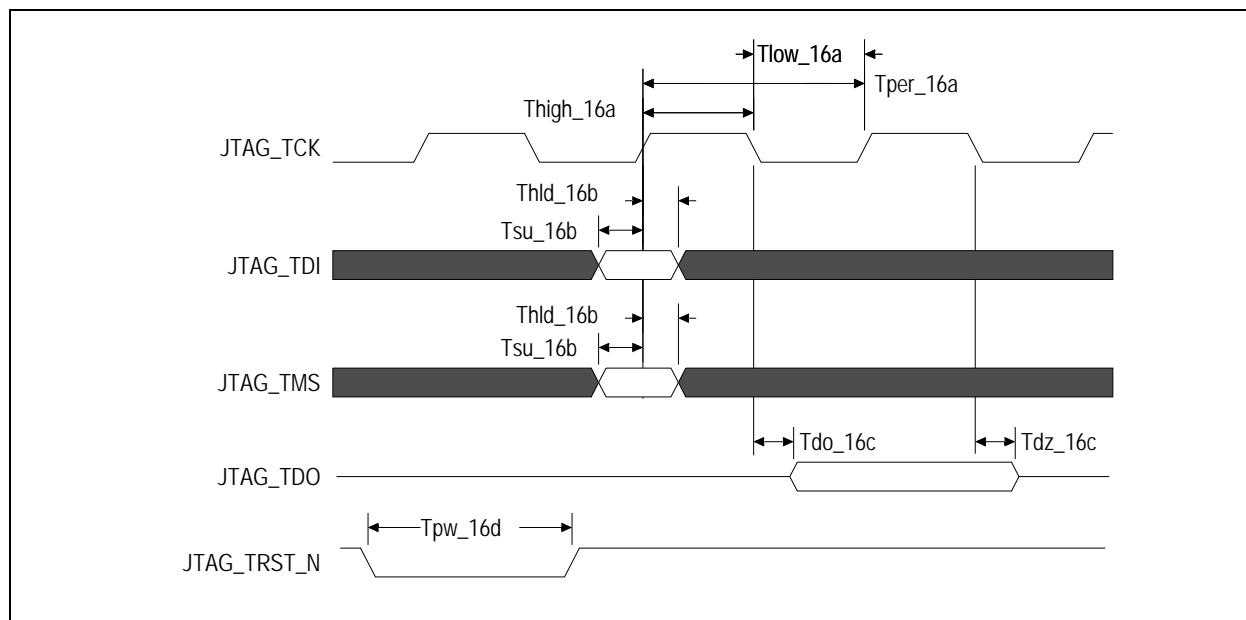 Tlow_16a
Tper_16a
Thigh_16a
JTAG_TCK
Thld_16b
Tsu_16b
JTAG_TDI
Thld_16b
Tsu_16b
JTAG_TMS
Tdo_16c
Tdz_16c
JTAG_TDO
Tpw_16d
JTAG_TRST_N